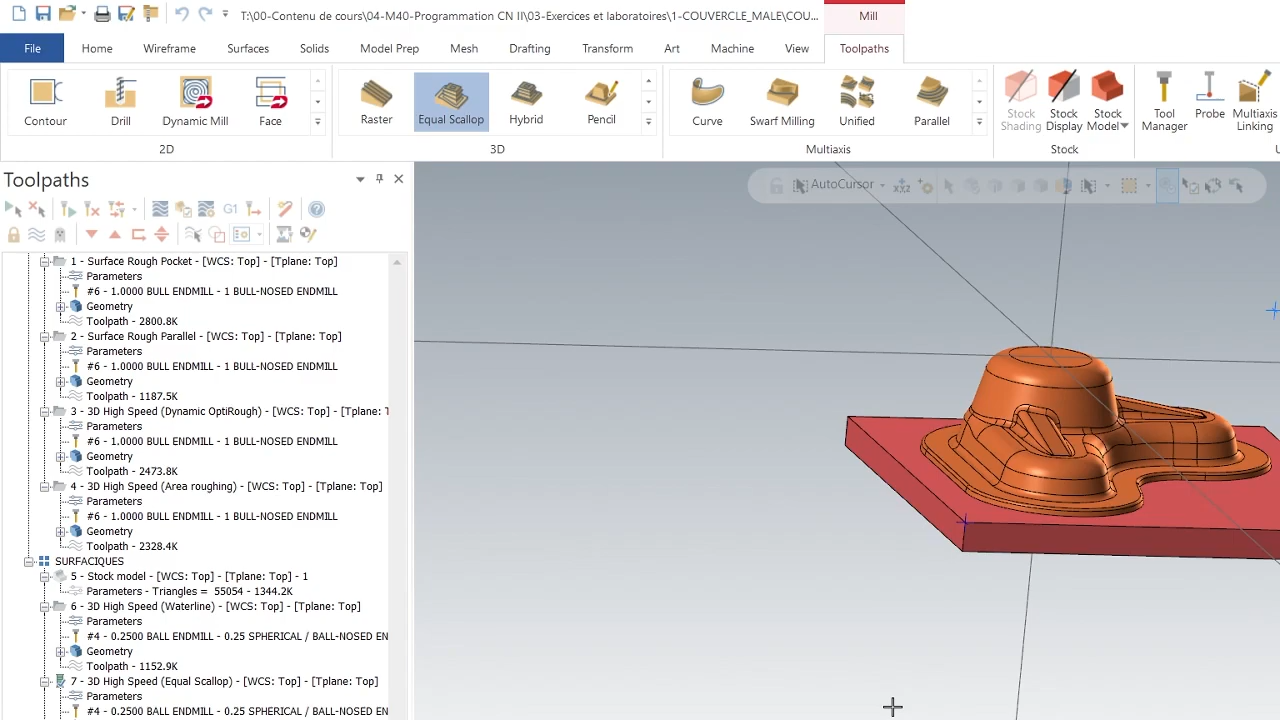 T:\00-Contenu de cours\04-M40-Programmation CN II\03-Exercices et laboratoires\1-COUVERCLE_MALE\COU...
Mill
File
Home
Wireframe
Surfaces
Solids
Model Prep
Mesh
Drafting
Transform
Art
Machine
View
Toolpaths
Contour
Drill
Dynamic Mill
Face
Raster
Equal Scallop
Hybrid
Pencil
Curve
Swarf Milling
Unified
Parallel
Stock Shading
Stock Display
Stock Model
Tool Manager
Probe
Multiaxis Linking
2D
3D
Multiaxis
Stock
Toolpaths
AutoCursor
XYZ
G1
1 - Surface Rough Pocket - [WCS: Top] - [Tplane: Top]
Parameters
#6 - 1.0000 BULL ENDMILL - 1 BULL-NOSED ENDMILL
Geometry
Toolpath - 2800.8K
2 - Surface Rough Parallel - [WCS: Top] - [Tplane: Top]
Parameters
#6 - 1.0000 BULL ENDMILL - 1 BULL-NOSED ENDMILL
Geometry
Toolpath - 1187.5K
3 - 3D High Speed (Dynamic OptiRough) - [WCS: Top] - [Tplane: T
Parameters
#6 - 1.0000 BULL ENDMILL - 1 BULL-NOSED ENDMILL
Geometry
Toolpath - 2473.8K
4 - 3D High Speed (Area roughing) - [WCS: Top] - [Tplane: Top]
Parameters
#6 - 1.0000 BULL ENDMILL - 1 BULL-NOSED ENDMILL
Geometry
Toolpath - 2328.4K
SURFACIQUES
5 - Stock model - [WCS: Top] - [Tplane: Top] - 1
Parameters - Triangles = 55054 - 1344.2K
6 - 3D High Speed (Waterline) - [WCS: Top] - [Tplane: Top]
Parameters
#4 - 0.2500 BALL ENDMILL - 0.25 SPHERICAL / BALL-NOSED EN
Geometry
Toolpath - 1152.9K
7 - 3D High Speed (Equal Scallop) - [WCS: Top] - [Tplane: Top]
Parameters
#4 - 0.2500 BALL ENDMILL - 0.25 SPHERICAL / BALL-NOSED EN